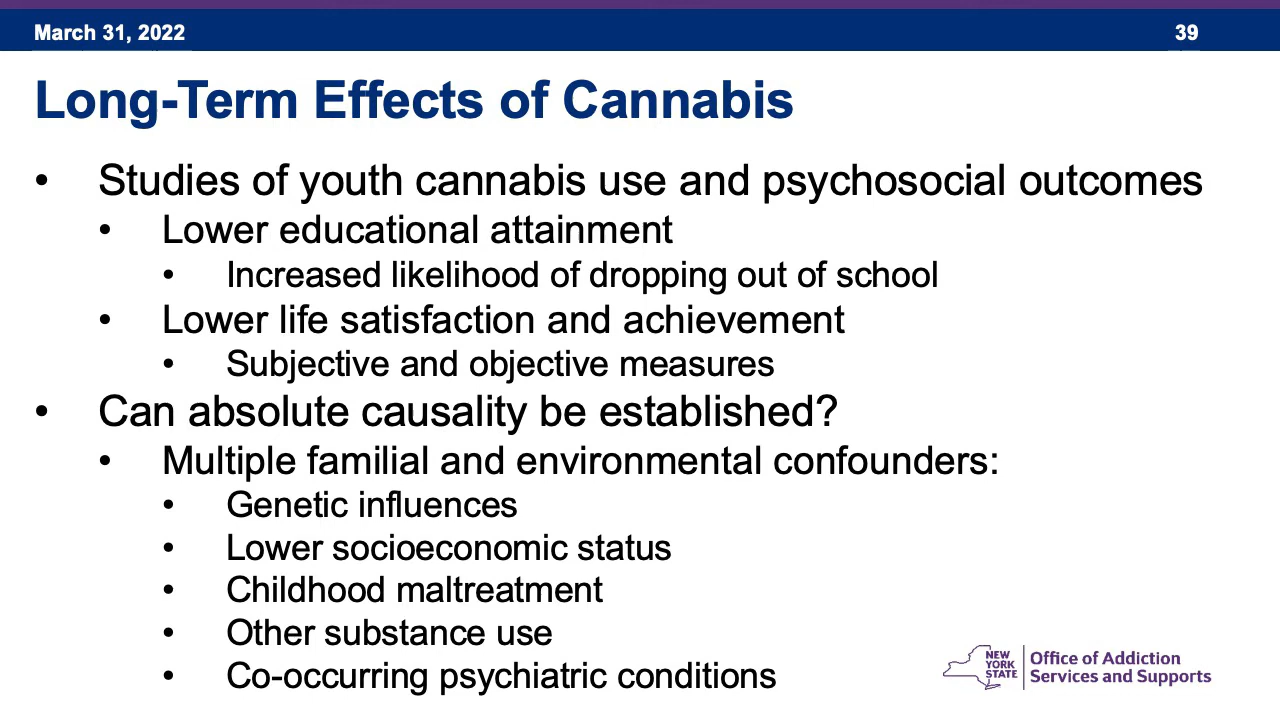 March 31, 2022
39
Long-Term Effects of Cannabis
• Studies of youth cannabis use and psychosocial outcomes
• Lower educational attainment
• Increased likelihood of dropping out of school
• Lower life satisfaction and achievement
• Subjective and objective measures
• Can absolute causality be established?
• Multiple familial and environmental confounders:
• Genetic influences
• Lower socioeconomic status
• Childhood maltreatment
• Other substance use
• Co-occurring psychiatric conditions
NEW
YORK
STATE
Office of Addiction
Services and Supports